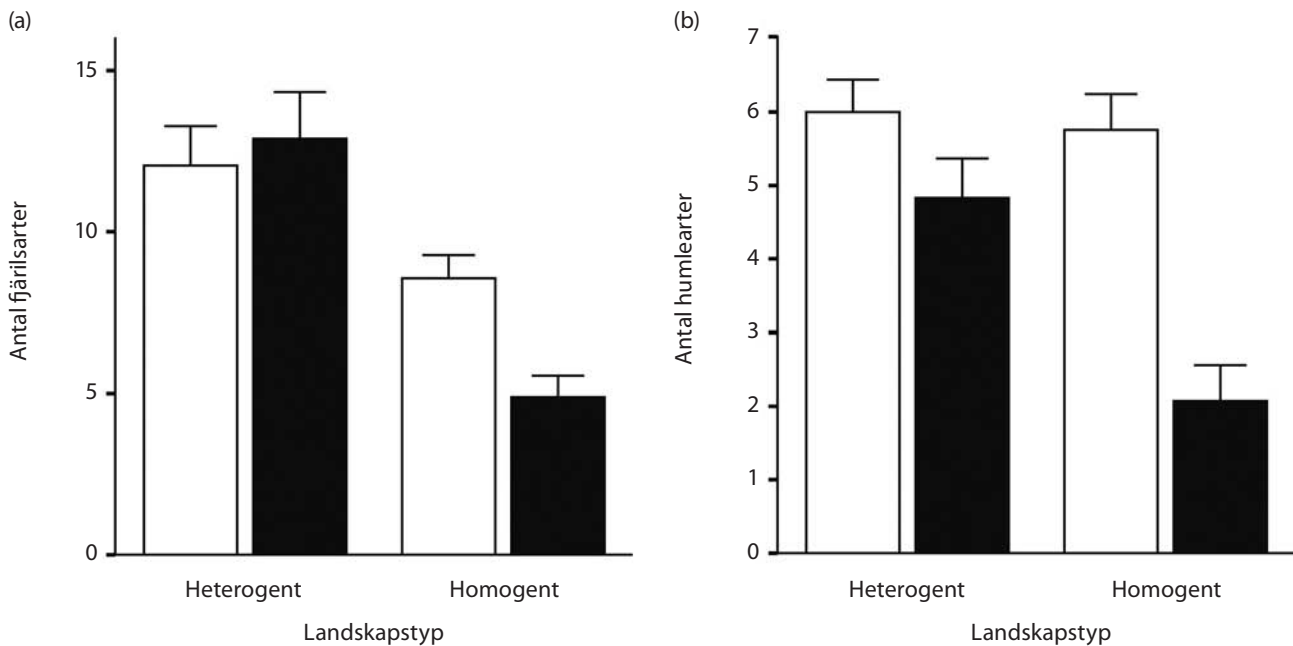 (a)
15
10
5
0
Antal fjärilsarter
Heterogent
Homogent
Landskapstyp
(b)
7
6
5
4
3
2
1
0
Antal humlearter
Heterogent
Homogent
Landskapstyp